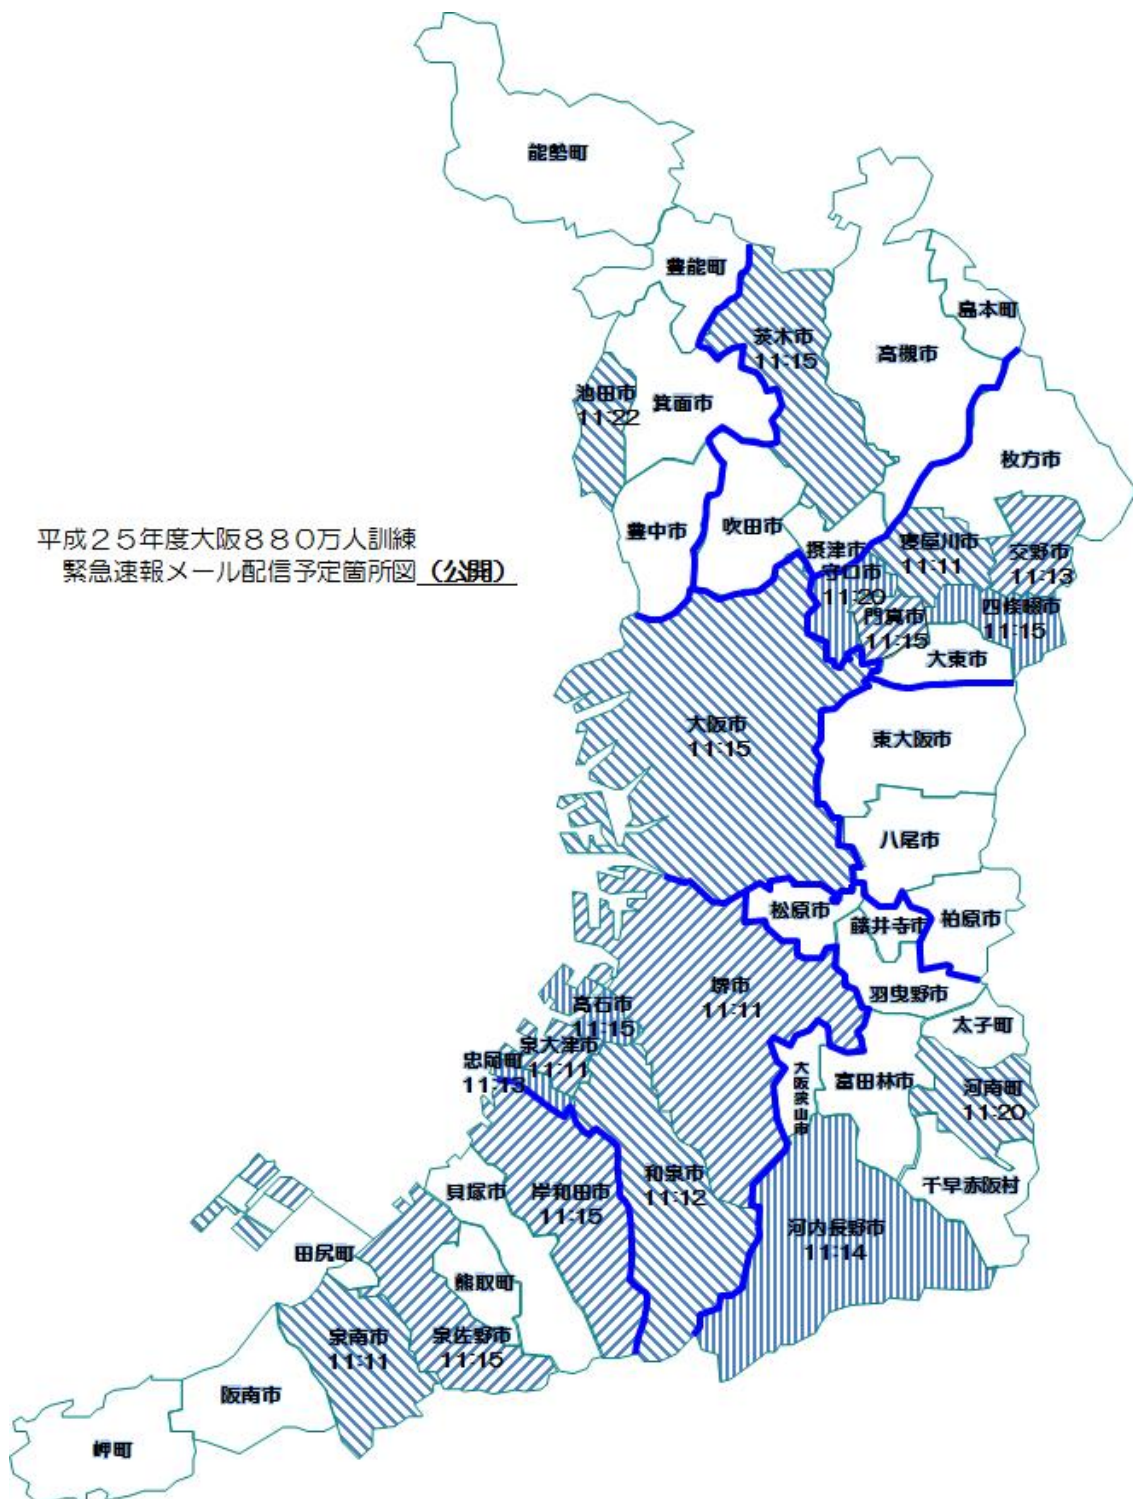 能勢町
豊能町
島本町
茨木市
11:15
高槻市
池田市
11:22
箕面市
枚方市
平成25年度大阪880万人訓練
緊急速報メール配信予定箇所図(公開)
豊中市
吹田市
摂津市
寝屋川市
11:11
交野市
11:13
守口市
11:20
門真市
11:15
四條畷市
11:15
大東市
大阪市
11:15
東大阪市
八尾市
松原市
藤井寺市
柏原市
堺市
11:11
羽曳野市
高石市
11:15
太子町
泉大津市
11:11
忠岡町
11:13
大阪狭山市
富田林市
河南町
11:20
和泉市
11:12
岸和田市
11:15
貝塚市
千早赤阪村
河内長野市
11:14
田尻町
熊取町
泉南市
11:11
泉佐野市
11:15
阪南市
岬町